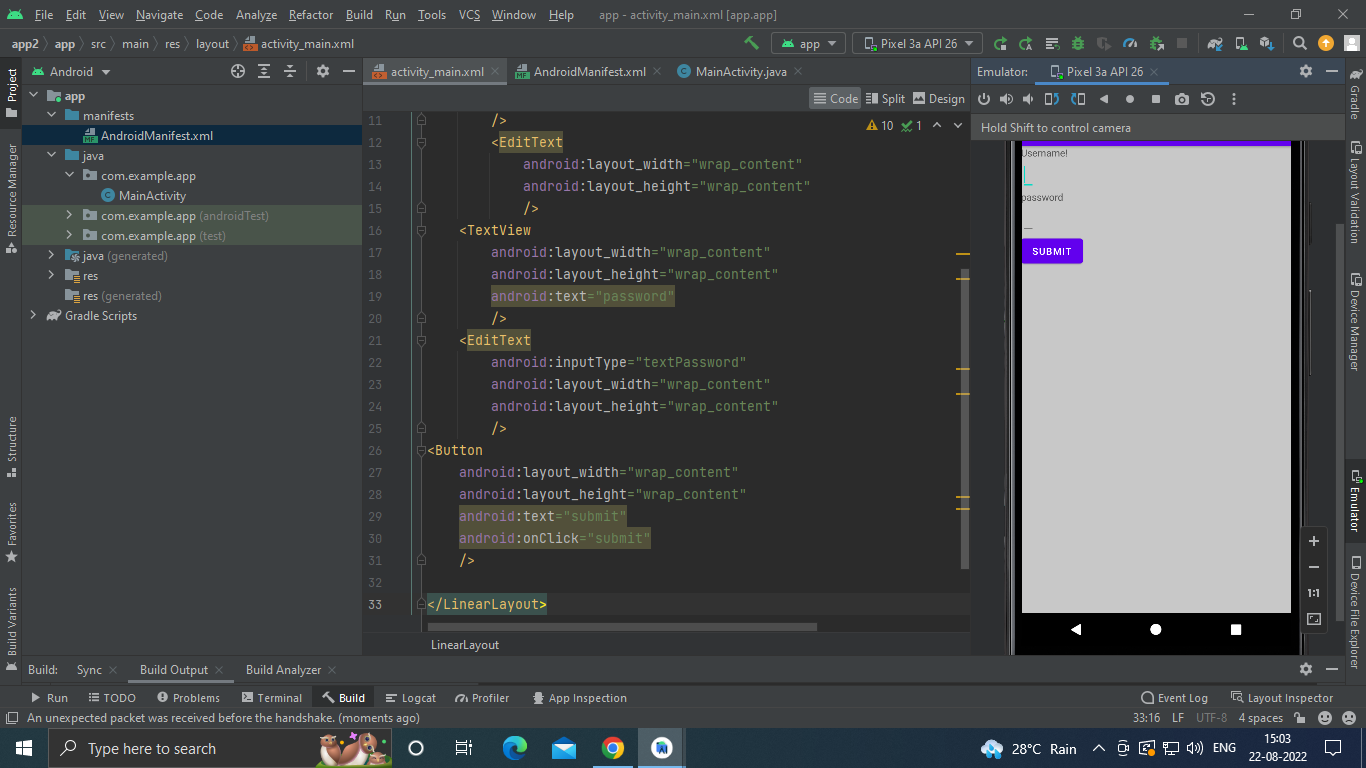 File Edit View Navigate Code Analyze Refactor Build Run Tools VCS Window Help app - activity_main.xml [app.app]
app2 app src main res layout activity_main.xml app Pixel 3a API 26
Android activity_main.xml AndroidManifest.xml MainActivity.java Emulator: Pixel 3a API 26
Code Split Design
Hold Shift to control camera
Project
Resource Manager
Structure
Favorites
Build Variants
app
manifests
MF AndroidManifest.xml
java
com.example.app
C MainActivity
com.example.app (androidTest)
com.example.app (test)
java (generated)
res
res (generated)
Gradle Scripts
10 1
11 />
12 <EditText
13 android:layout_width="wrap_content"
14 android:layout_height="wrap_content"
15 />
16 <TextView
17 android:layout_width="wrap_content"
18 android:layout_height="wrap_content"
19 android:text="password"
20 />
21 <EditText
22 android:inputType="textPassword"
23 android:layout_width="wrap_content"
24 android:layout_height="wrap_content"
25 />
26 <Button
27 android:layout_width="wrap_content"
28 android:layout_height="wrap_content"
29 android:text="submit"
30 android:onClick="submit"
31 />
32
33 </LinearLayout>
LinearLayout
Username!
password
SUBMIT
1:1
Gradle
Layout Validation
Device Manager
Emulator
Device File Explorer
Build: Sync Build Output Build Analyzer
Run TODO Problems Terminal Build Logcat Profiler App Inspection Event Log Layout Inspector
An unexpected packet was received before the handshake. (moments ago) 33:16 LF UTF-8 4 spaces
Type here to search 28°C Rain ENG 15:03
22-08-2022